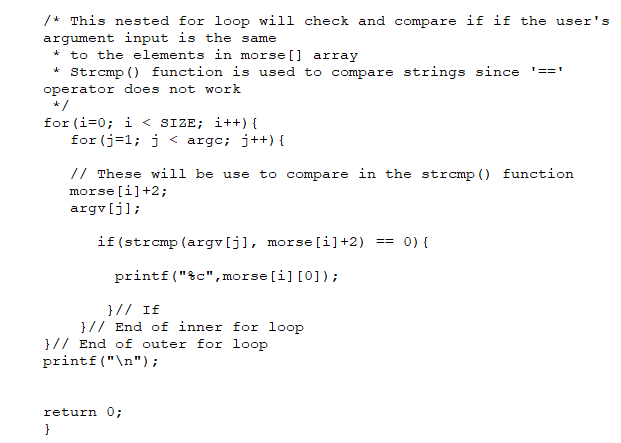 /* This nested for loop will check and compare if if the user's
argument input is the same
 * to the elements in morse[] array
 * Strcmp() function is used to compare strings since '=='
operator does not work
 */
for(i=0; i < SIZE; i++){
   for(j=1; j < argc; j++){
   // These will be use to compare in the strcmp() function
   morse[i]+2;
   argv[j];
      if(strcmp(argv[j], morse[i]+2) == 0){
        printf("%c",morse[i][0]);
       }// If
    }// End of inner for loop
}// End of outer for loop
printf("\n");
return 0;
}